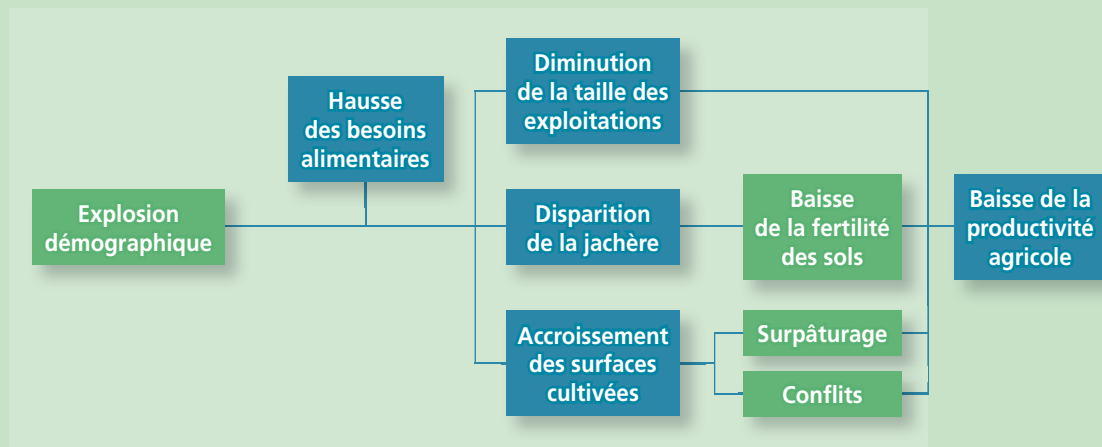 Explosion
démographique
Hausse
des besoins
alimentaires
Diminution
de la taille des
exploitations
Disparition
de la jachère
Accroissement
des surfaces
cultivées
Baisse
de la fertilité
des sols
Surpâturage
Conflits
Baisse de la
productivité
agricole